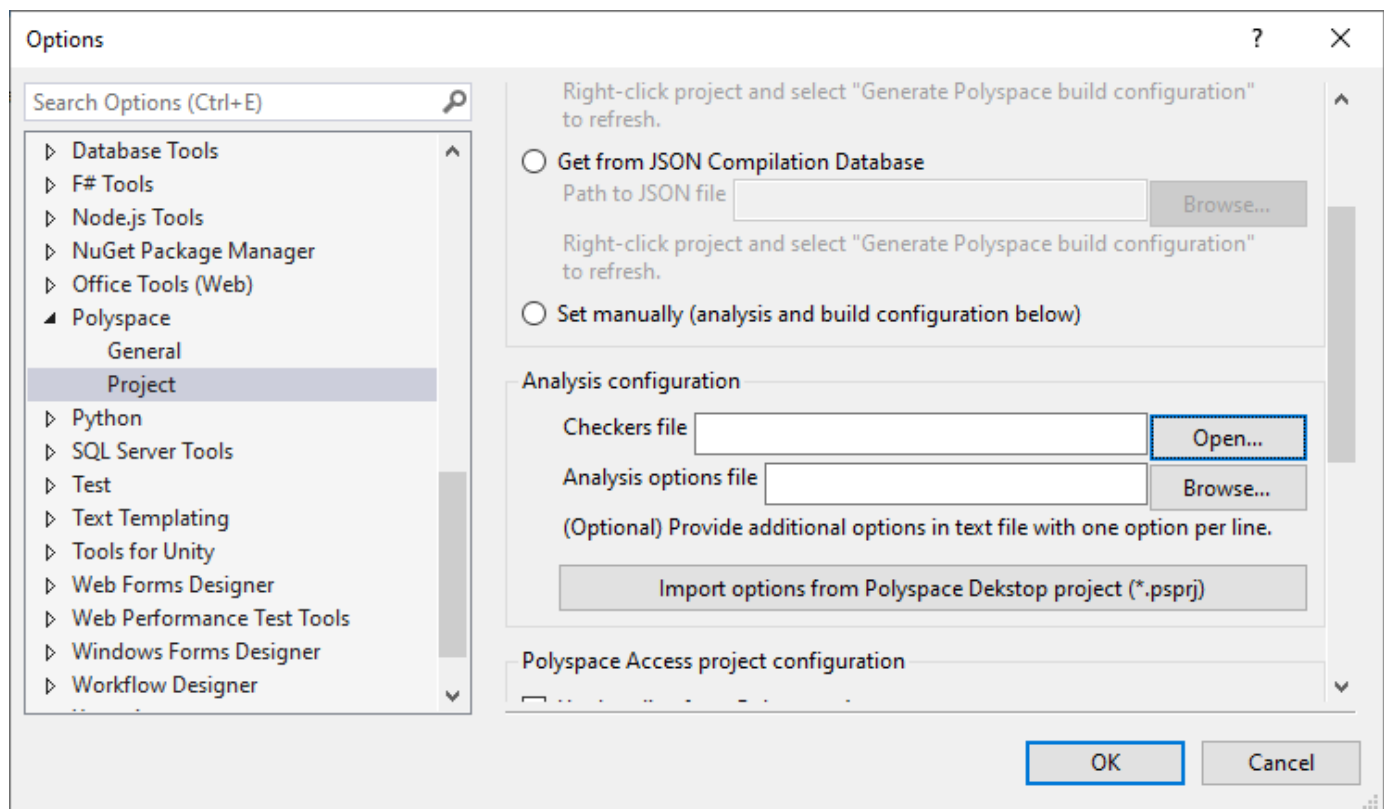 Options
?
Search Options (Ctrl+E)
Database Tools
F# Tools
Node.js Tools
NuGet Package Manager
Office Tools (Web)
Polyspace
General
Project
Python
SQL Server Tools
Test
Text Templating
Tools for Unity
Web Forms Designer
Web Performance Test Tools
Windows Forms Designer
Workflow Designer
Right-click project and select "Generate Polyspace build configuration"
to refresh.
Get from JSON Compilation Database
Path to JSON file
Browse...
Right-click project and select "Generate Polyspace build configuration"
to refresh.
Set manually (analysis and build configuration below)
Analysis configuration
Checkers file
Open...
Analysis options file
Browse...
(Optional) Provide additional options in text file with one option per line.
Import options from Polyspace Dekstop project (*.psprj)
Polyspace Access project configuration
OK
Cancel